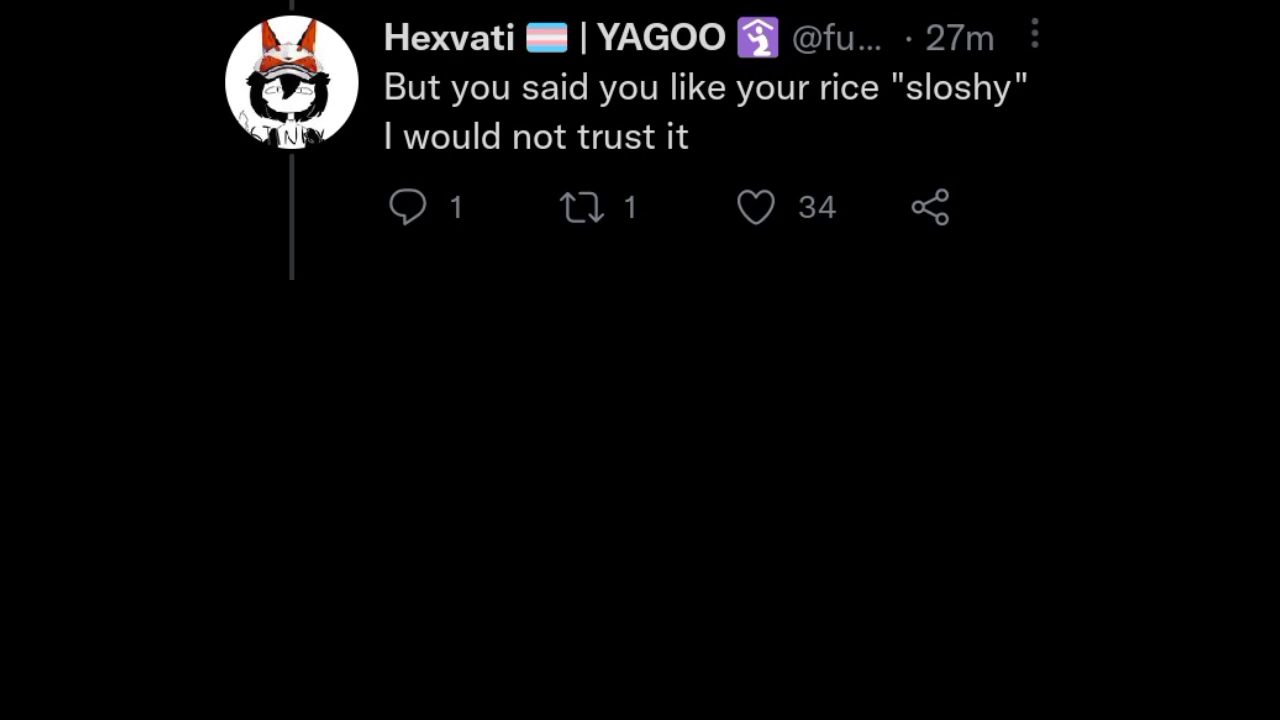 Hexvati 🏳️‍⚧️ | YAGOO 🛐 @fu... · 27m
But you said you like your rice "sloshy"
I would not trust it
1 1 34